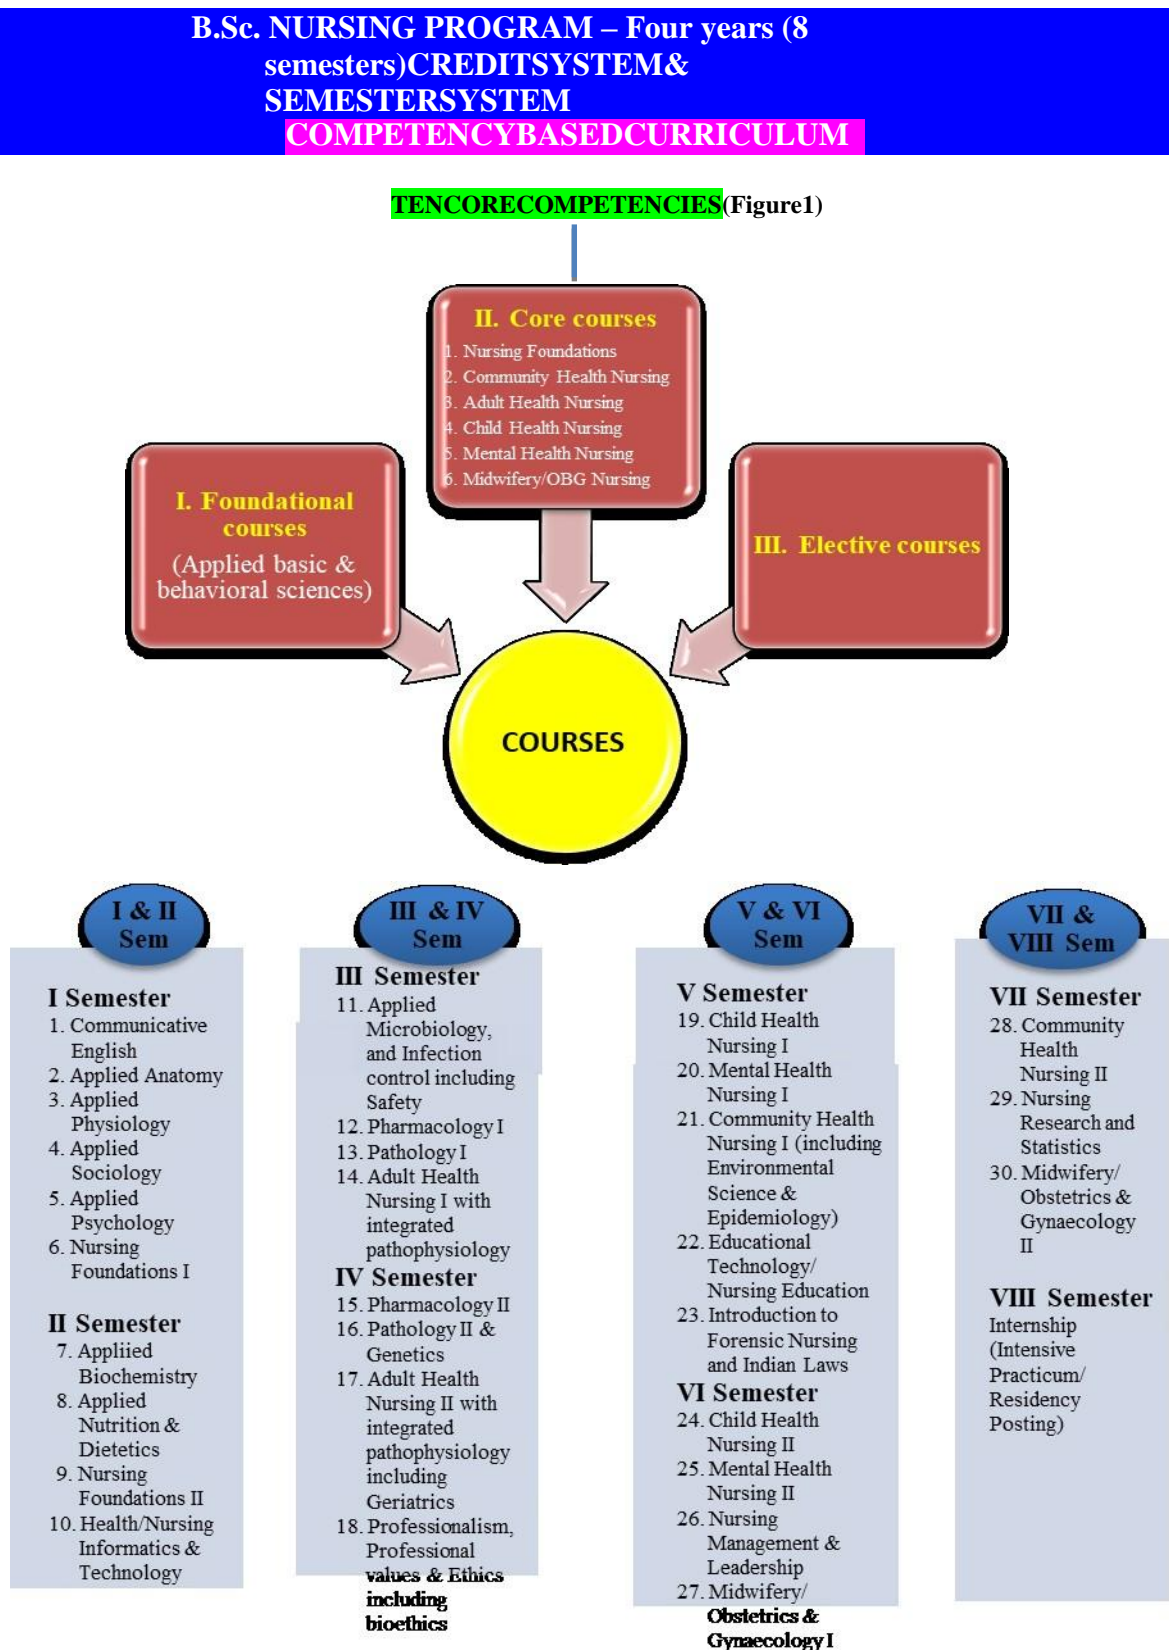 B.Sc. NURSING PROGRAM – Four years (8
semesters)CREDITSYSTEM&
SEMESTERSYSTEM
COMPETENCYBASEDCURRICULUM
TENCORECOMPETENCIES(Figure1)
II. Core courses
1. Nursing Foundations
2. Community Health Nursing
3. Adult Health Nursing
4. Child Health Nursing
5. Mental Health Nursing
6. Midwifery/OBG Nursing
I. Foundational
courses
(Applied basic &
behavioral sciences)
III. Elective courses
COURSES
I & II
Sem
I Semester
1. Communicative
English
2. Applied Anatomy
3. Applied
Physiology
4. Applied
Sociology
5. Applied
Psychology
6. Nursing
Foundations I
II Semester
7. Appliied
Biochemistry
8. Applied
Nutrition &
Dietetics
9. Nursing
Foundations II
10. Health/Nursing
Informatics &
Technology
III & IV
Sem
III Semester
11. Applied
Microbiology,
and Infection
control including
Safety
12. Pharmacology I
13. Pathology I
14. Adult Health
Nursing I with
integrated
pathophysiology
IV Semester
15. Pharmacology II
16. Pathology II &
Genetics
17. Adult Health
Nursing II with
integrated
pathophysiology
including
Geriatrics
18. Professionalism,
Professional
values & Ethics
including
bioethics
V & VI
Sem
V Semester
19. Child Health
Nursing I
20. Mental Health
Nursing I
21. Community Health
Nursing I (including
Environmental
Science &
Epidemiology)
22. Educational
Technology/
Nursing Education
23. Introduction to
Forensic Nursing
and Indian Laws
VI Semester
24. Child Health
Nursing II
25. Mental Health
Nursing II
26. Nursing
Management &
Leadership
27. Midwifery/
Obstetrics &
Gynaecology I
VII &
VIII Sem
VII Semester
28. Community
Health
Nursing II
29. Nursing
Research and
Statistics
30. Midwifery/
Obstetrics &
Gynaecology
II
VIII Semester
Internship
(Intensive
Practicum/
Residency
Posting)